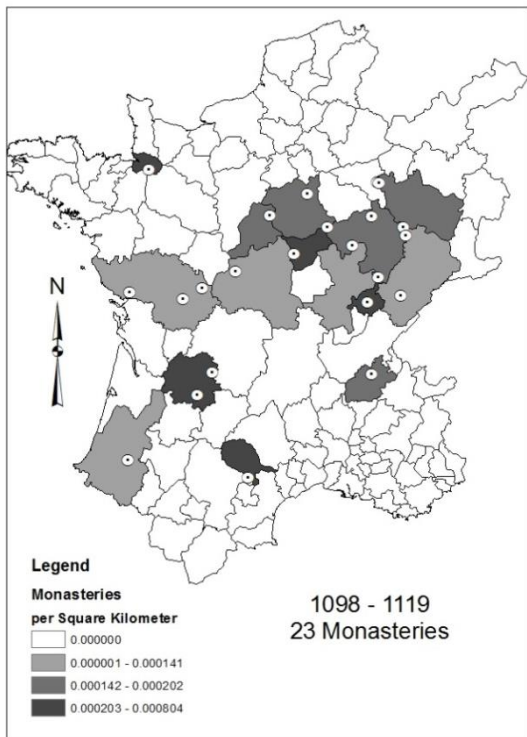 N
Legend
Monasteries
per Square Kilometer
0.000000
0.000001 - 0.000141
0.000142 - 0.000202
0.000203 - 0.000804
1098 - 1119
23 Monasteries